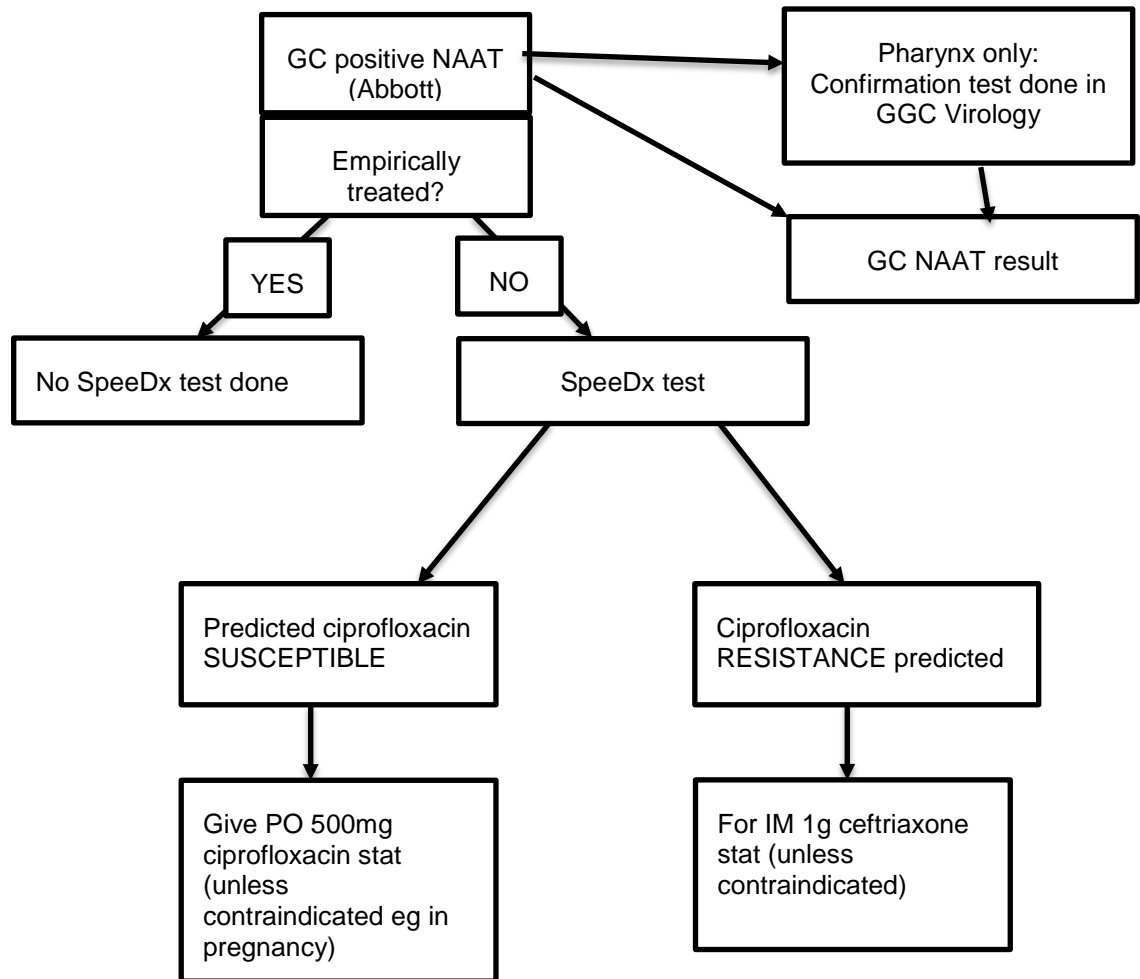 GC positive NAAT
(Abbott)
Pharynx only:
Confirmation test done in
GGC Virology
Empirically
treated?
GC NAAT result
YES
NO
No SpeeDx test done
SpeeDx test
Predicted ciprofloxacin
SUSCEPTIBLE
Ciprofloxacin
RESISTANCE predicted
Give PO 500mg
ciprofloxacin stat
(unless
contraindicated eg in
pregnancy)
For IM 1g ceftriaxone
stat (unless
contraindicated)